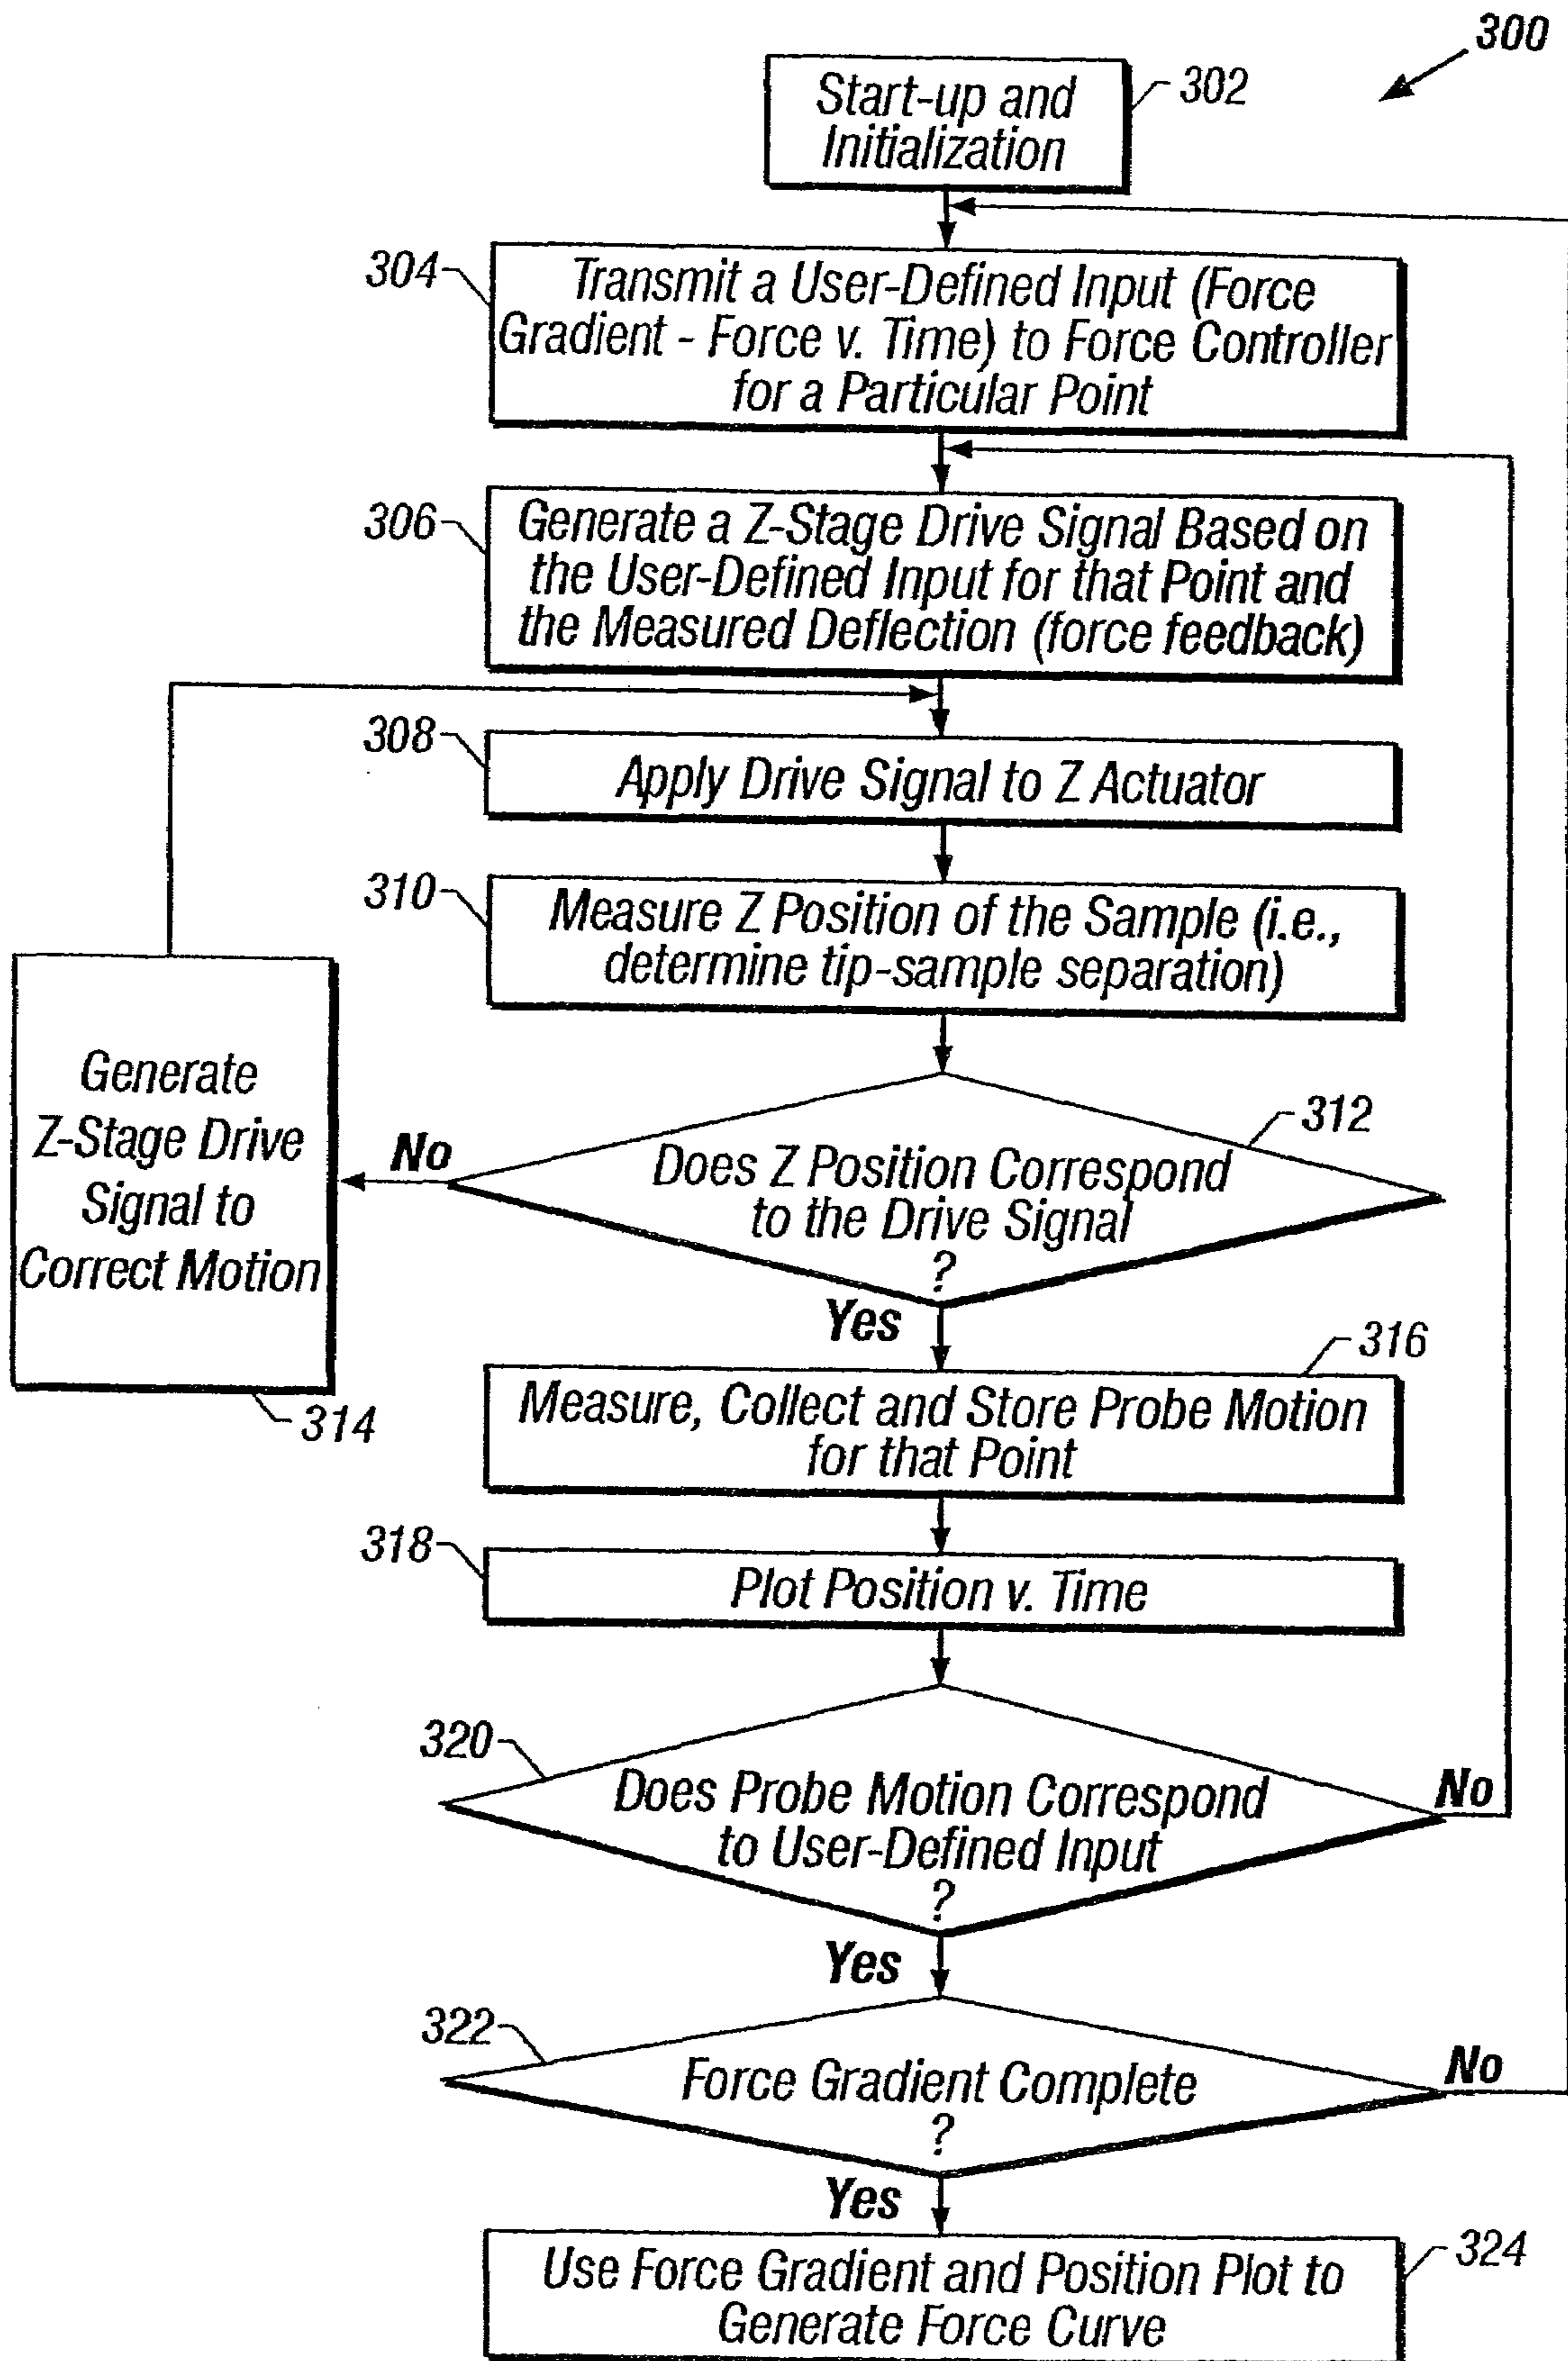 300
Start-up and
Initialization
302
304
Transmit a User-Defined Input (Force
Gradient - Force v. Time) to Force Controller
for a Particular Point
306
Generate a Z-Stage Drive Signal Based on
the User-Defined Input for that Point and
the Measured Deflection (force feedback)
308
Apply Drive Signal to Z Actuator
310
Measure Z Position of the Sample (i.e.,
determine tip-sample separation)
312
Does Z Position Correspond
to the Drive Signal
?
No
Generate
Z-Stage Drive
Signal to
Correct Motion
314
Yes
316
Measure, Collect and Store Probe Motion
for that Point
318
Plot Position v. Time
320
Does Probe Motion Correspond
to User-Defined Input
?
No
Yes
322
Force Gradient Complete
?
No
Yes
Use Force Gradient and Position Plot to
Generate Force Curve
324